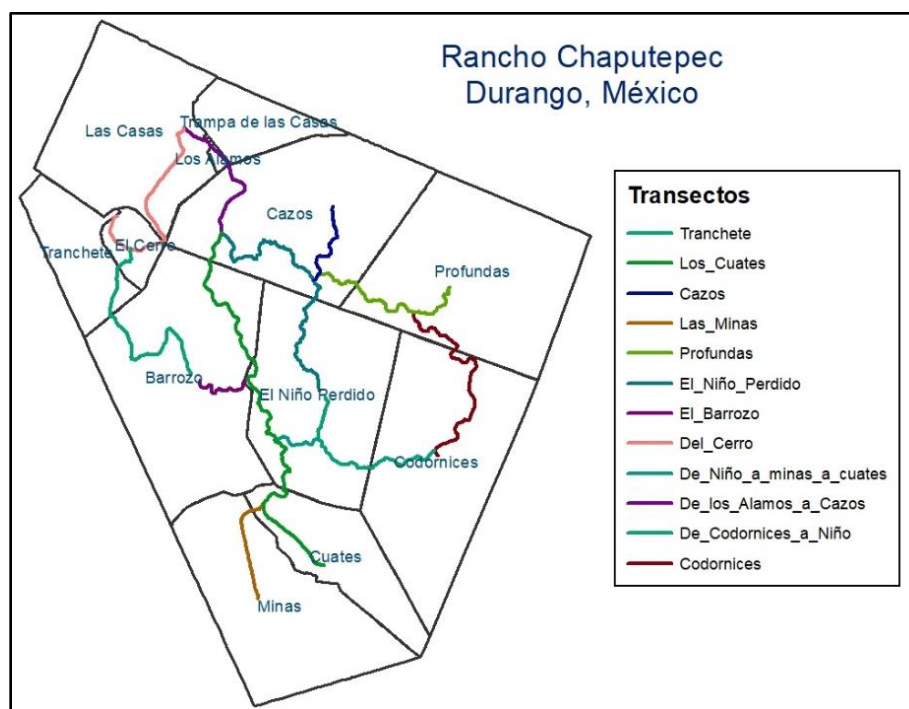 Rancho Chaputepec
Durango, México
Trampa de las Casas
Las Casas
Los Alamos
Cazos
El Cerro
Tranchete
Profundas
Barrozo
El Niño Perdido
Codornices
Cuates
Minas
Transectos
Tranchete
Los_Cuates
Cazos
Las_Minas
Profundas
El_Niño_Perdido
El_Barrozo
Del_Cerro
De_Niño_a_minas_a_cuates
De_los_Alamos_a_Cazos
De_Codornices_a_Niño
Codornices